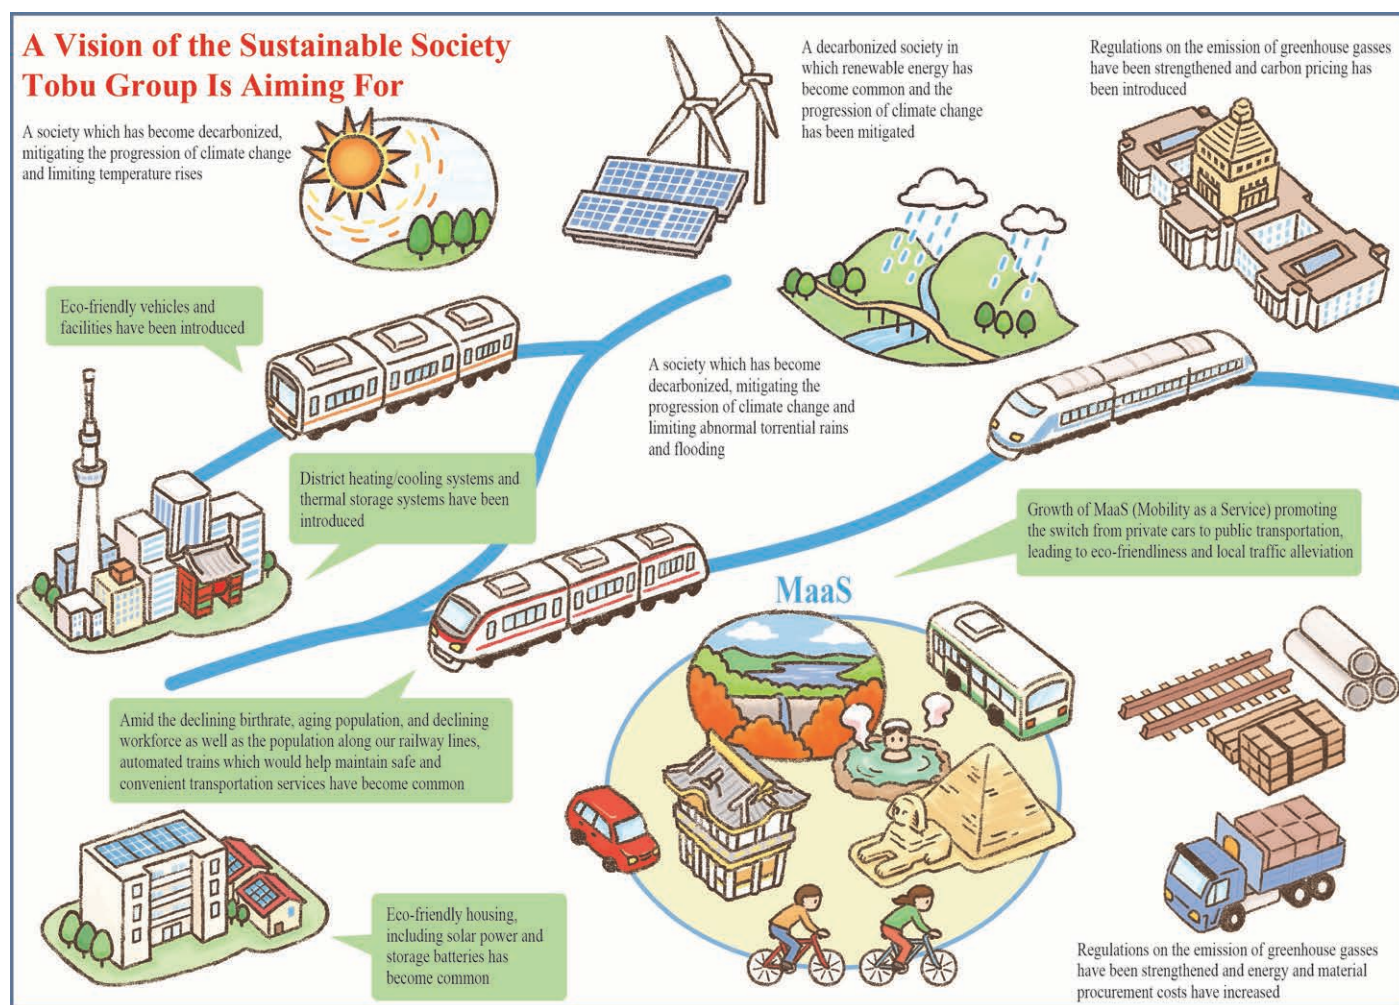 A Vision of the Sustainable Society
Tobu Group Is Aiming For
A society which has become decarbonized,
mitigating the progression of climate change
and limiting temperature rises
A decarbonized society in
which renewable energy has
become common and the
progression of climate change
has been mitigated
Regulations on the emission of greenhouse gasses
have been strengthened and carbon pricing has
been introduced
Eco-friendly vehicles and
facilities have been introduced
A society which has become
decarbonized, mitigating the
progression of climate change and
limiting abnormal torrential rains
and flooding
District heating/cooling systems and
thermal storage systems have been
introduced
Growth of MaaS (Mobility as a Service) promoting
the switch from private cars to public transportation,
leading to eco-friendliness and local traffic alleviation
MaaS
Amid the declining birthrate, aging population, and declining
workforce as well as the population along our railway lines,
automated trains which would help maintain safe and
convenient transportation services have become common
Eco-friendly housing,
including solar power and
storage batteries has
become common
Regulations on the emission of greenhouse gasses
have been strengthened and energy and material
procurement costs have increased